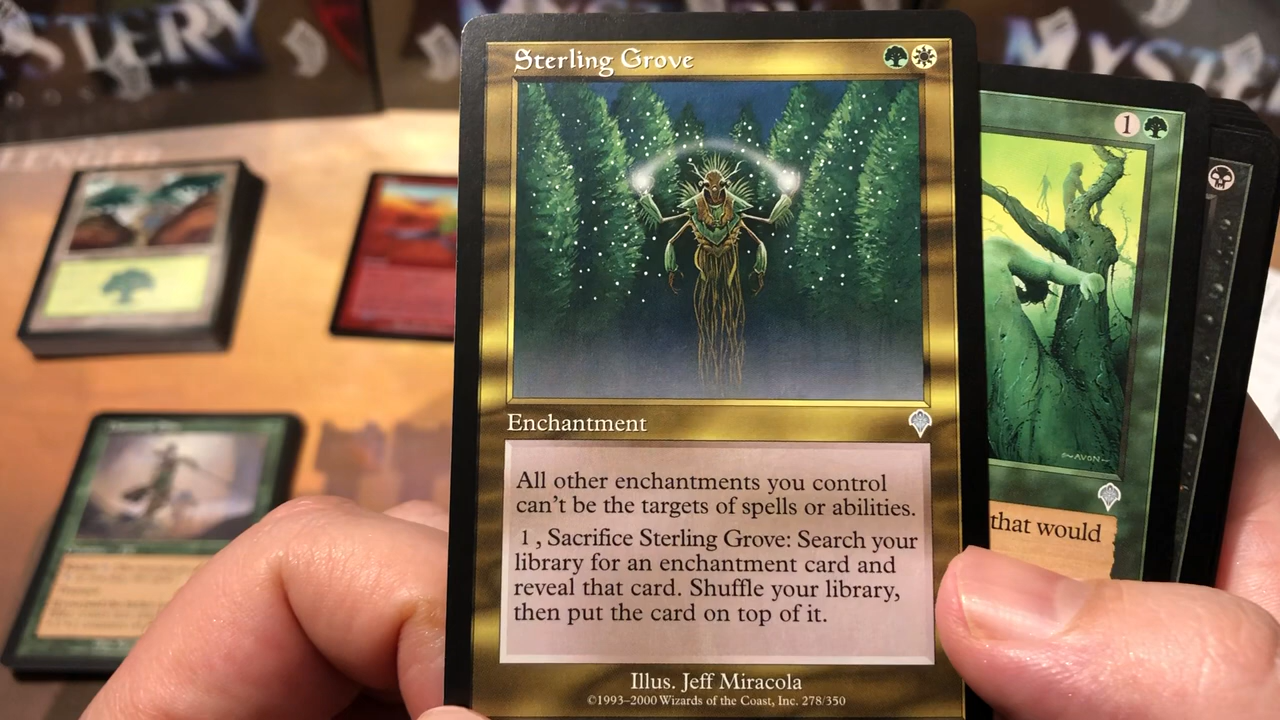 MYSTERY
Sterling Grove
1
Enchantment
~AVON~
All other enchantments you control
can't be the targets of spells or abilities.
1 , Sacrifice Sterling Grove: Search your
library for an enchantment card and
reveal that card. Shuffle your library,
then put the card on top of it.
that would
Illus. Jeff Miracola
©1993–2000 Wizards of the Coast, Inc. 278/350